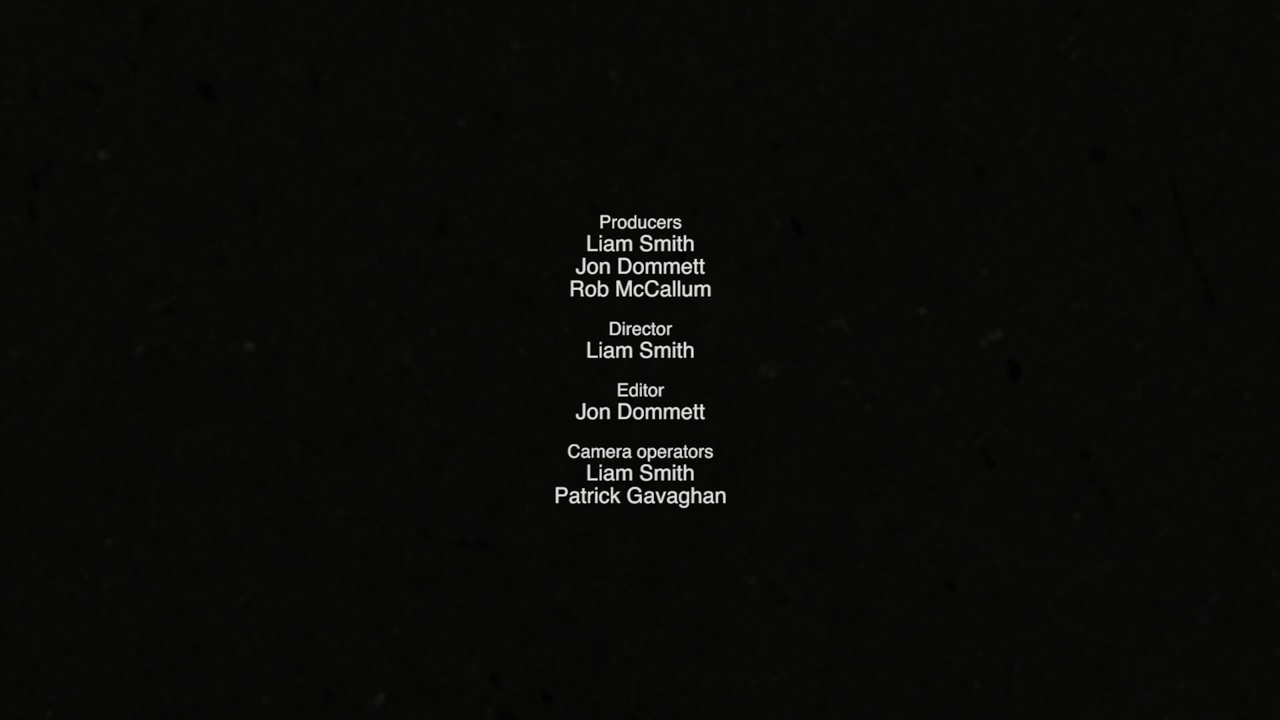 Producers
Liam Smith
Jon Dommett
Rob McCallum
Director
Liam Smith
Editor
Jon Dommett
Camera operators
Liam Smith
Patrick Gavaghan